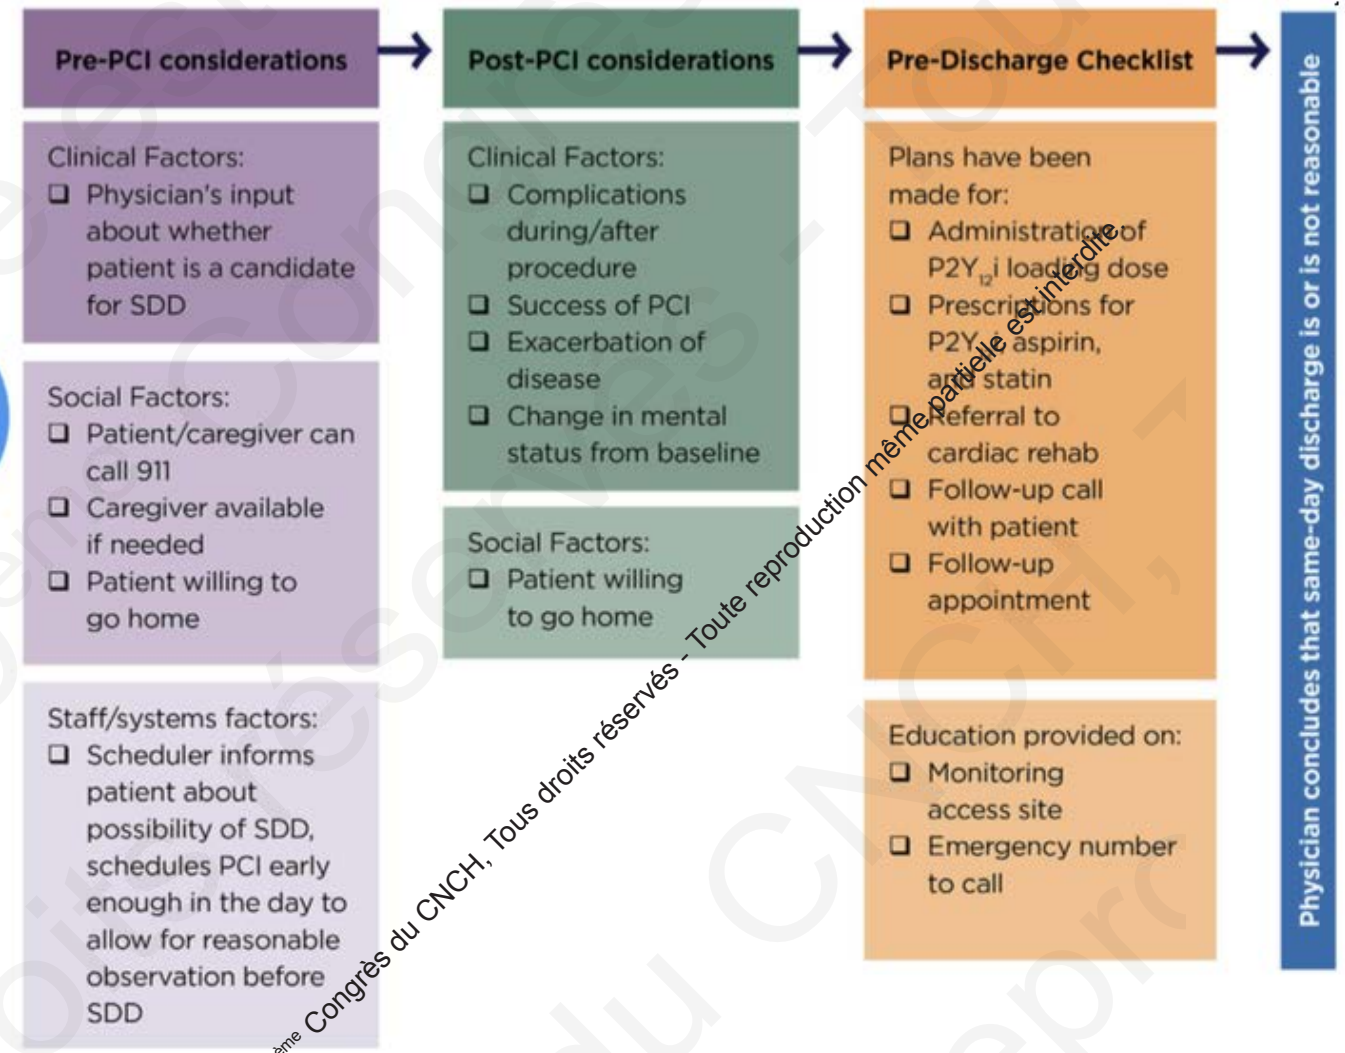 Pre-PCI considerations
Clinical Factors:
❑ Physician's input
about whether
patient is a candidate
for SDD
Social Factors:
❑ Patient/caregiver can
call 911
❑ Caregiver available
if needed
❑ Patient willing to
go home
Staff/systems factors:
❑ Scheduler informs
patient about
possibility of SDD,
schedules PCI early
enough in the day to
allow for reasonable
observation before
SDD
Post-PCI considerations
Clinical Factors:
❑ Complications
during/after
procedure
❑ Success of PCI
❑ Exacerbation of
disease
❑ Change in mental
status from baseline
Social Factors:
❑ Patient willing
to go home
Pre-Discharge Checklist
Plans have been
made for:
❑ Administration of
P2Y₁₂i loading dose
❑ Prescriptions for
aspirin,
and statin
❑ Referral to
cardiac rehab
❑ Follow-up call
with patient
❑ Follow-up
appointment
Education provided on:
❑ Monitoring
access site
❑ Emergency number
to call
Physician concludes that same-day discharge is or is not reasonable
ème Congrès du CNCH, Tous droits réservés - Toute reproduction même partielle est interdite.